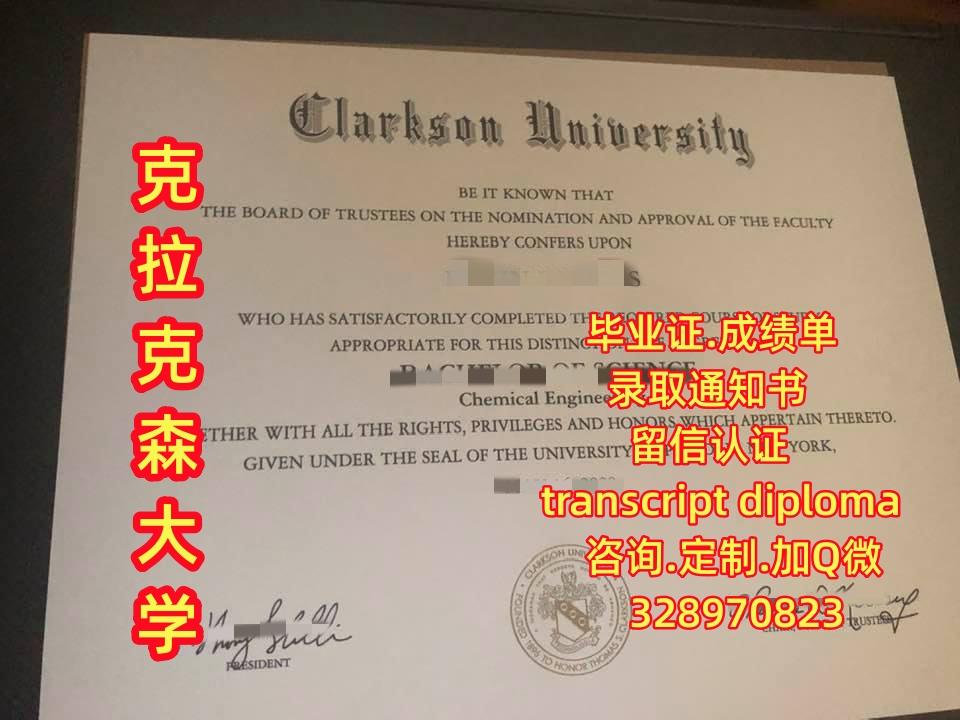 Clarkson University
BE IT KNOWN THAT
THE BOARD OF TRUSTEES ON THE NOMINATION AND APPROVAL OF THE FACULTY
HEREBY CONFERS UPON
WHO HAS SATISFACTORILY COMPLETED
APPROPRIATE FOR THIS
BACHELOR OF SCIENCE
Chemical
WITH ALL THE RIGHTS, PRIVILEGES AND HONORS WHICH APPERTAIN THERETO.
GIVEN UNDER THE SEAL OF THE UNIVERSITY YORK,
PRESIDENT
克拉克森大学
毕业证.成绩单
录取通知书
留信认证
transcript diploma
咨询.定制.加Q微
328970823